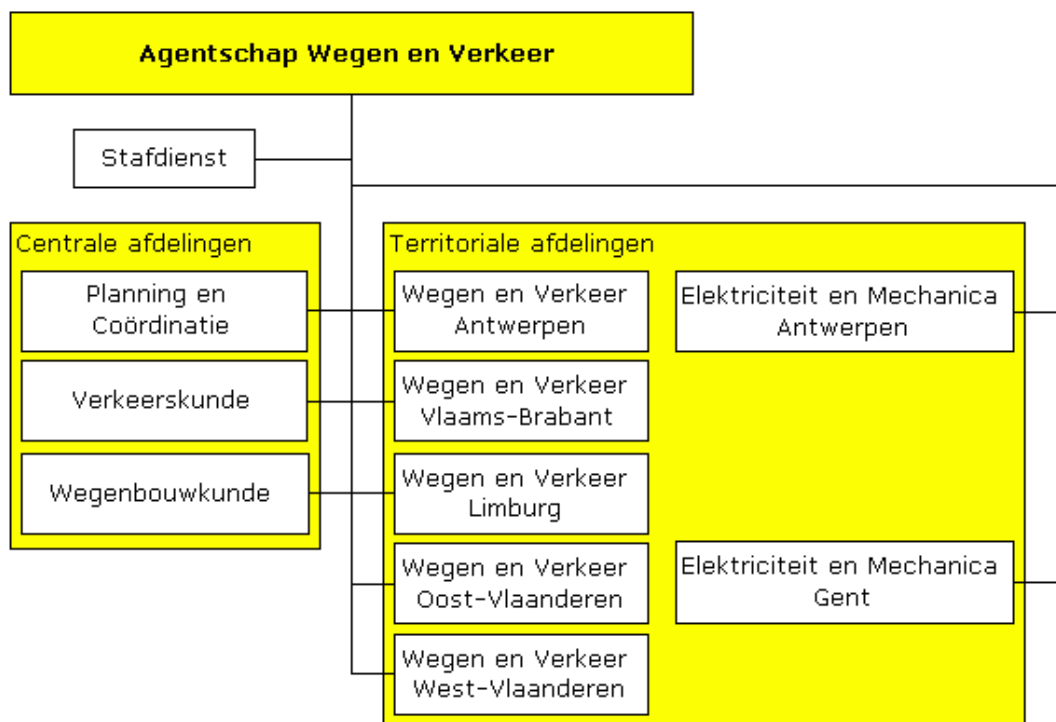 Agentschap Wegen en Verkeer
Stafdienst
Centrale afdelingen
Planning en
Coördinatie
Verkeerskunde
Wegenbouwkunde
Territoriale afdelingen
Wegen en Verkeer
Antwerpen
Wegen en Verkeer
Vlaams-Brabant
Wegen en Verkeer
Limburg
Wegen en Verkeer
Oost-Vlaanderen
Wegen en Verkeer
West-Vlaanderen
Elektriciteit en Mechanica
Antwerpen
Elektriciteit en Mechanica
Gent